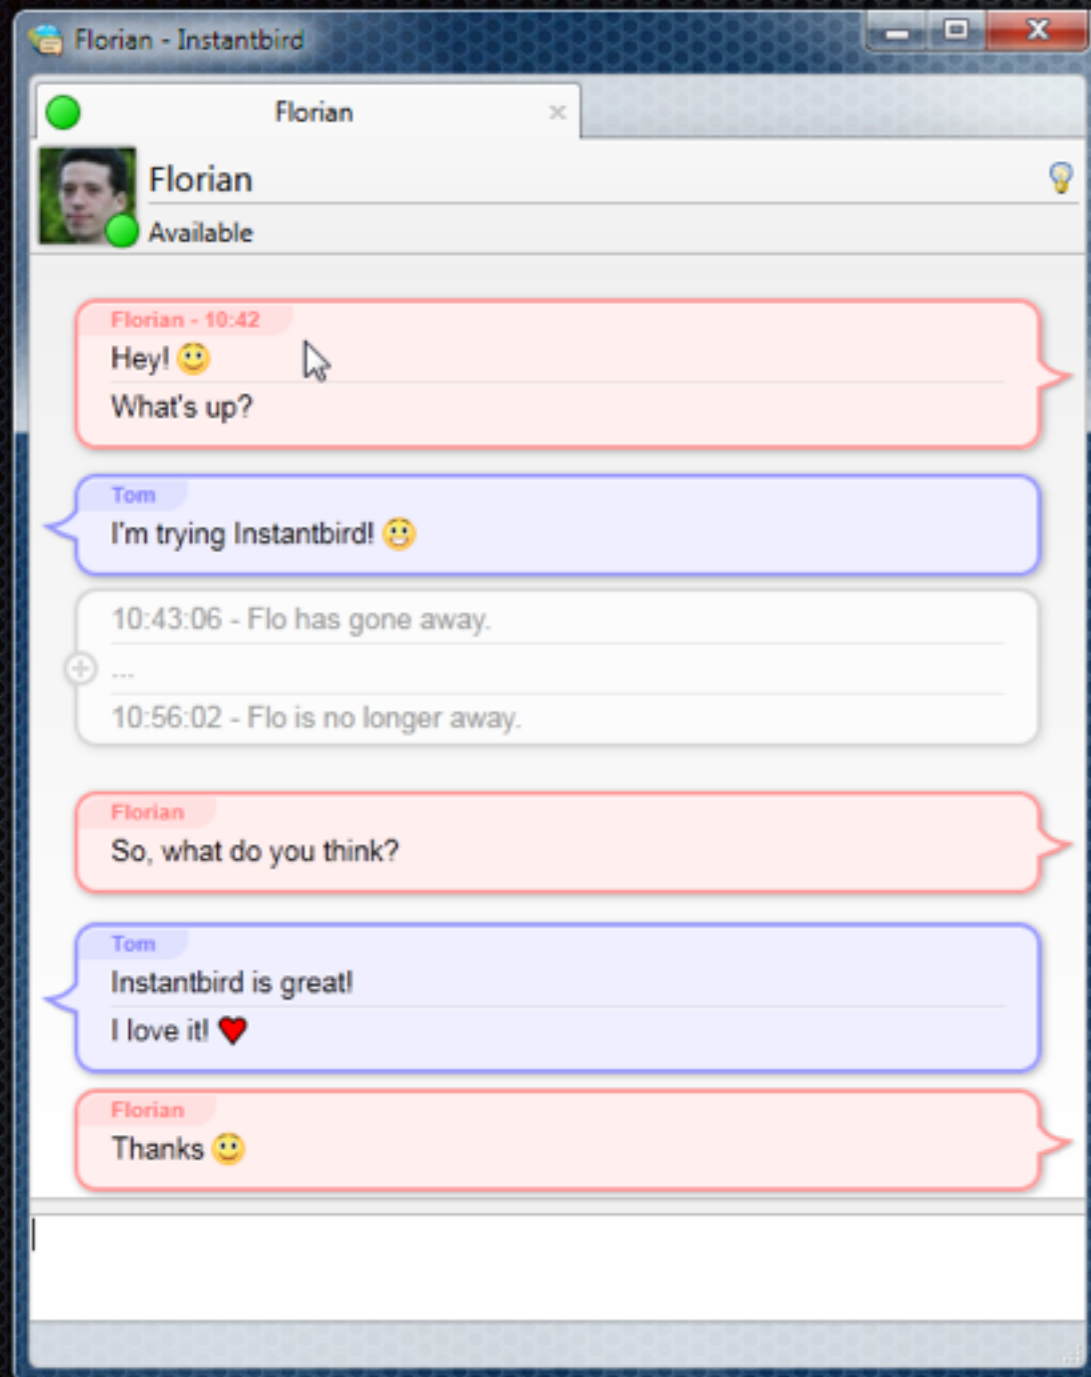 Florian - Instantbird
Florian
Florian
Available
Florian - 10:42
Hey!
What's up?
Tom
I'm trying Instantbird!
10:43:06 - Flo has gone away.
...
10:56:02 - Flo is no longer away.
Florian
So, what do you think?
Tom
Instantbird is great!
I love it!
Florian
Thanks